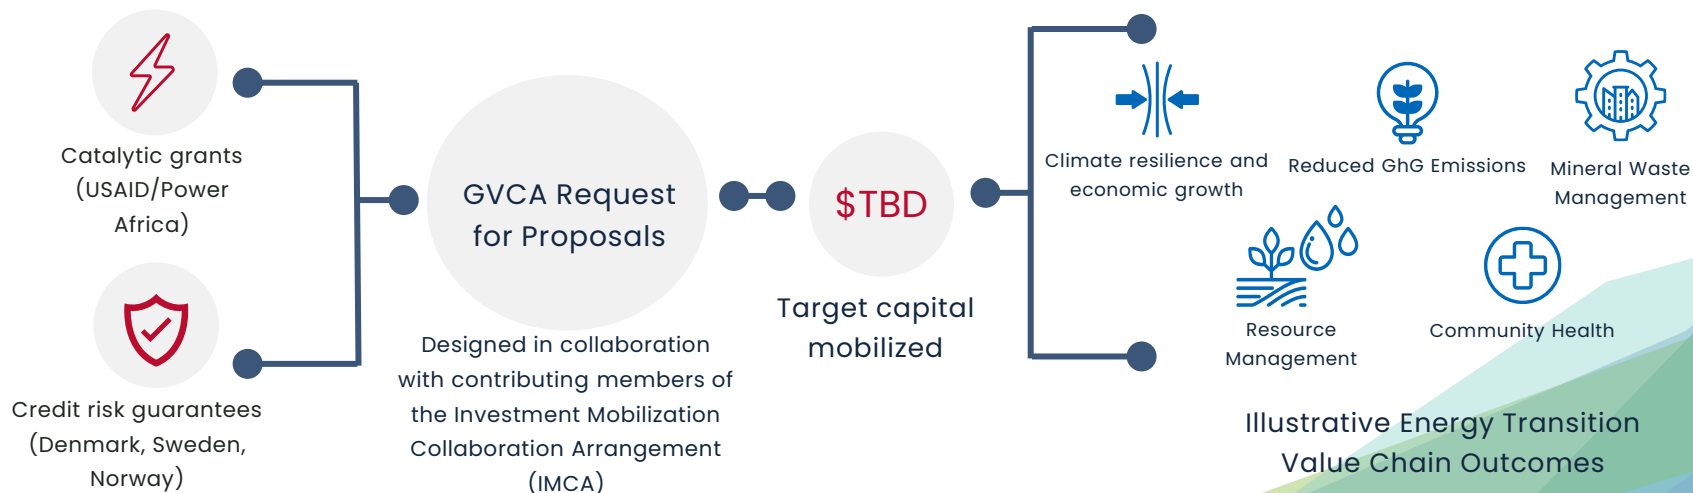 Catalytic grants
(USAID/Power
Africa)
Credit risk guarantees
(Denmark, Sweden,
Norway)
GVCA Request
for Proposals
Designed in collaboration
with contributing members of
the Investment Mobilization
Collaboration Arrangement
(IMCA)
$TBD
Target capital
mobilized
Climate resilience and
economic growth
Reduced GhG Emissions
Mineral Waste
Management
Resource
Management
Community Health
Illustrative Energy Transition
Value Chain Outcomes